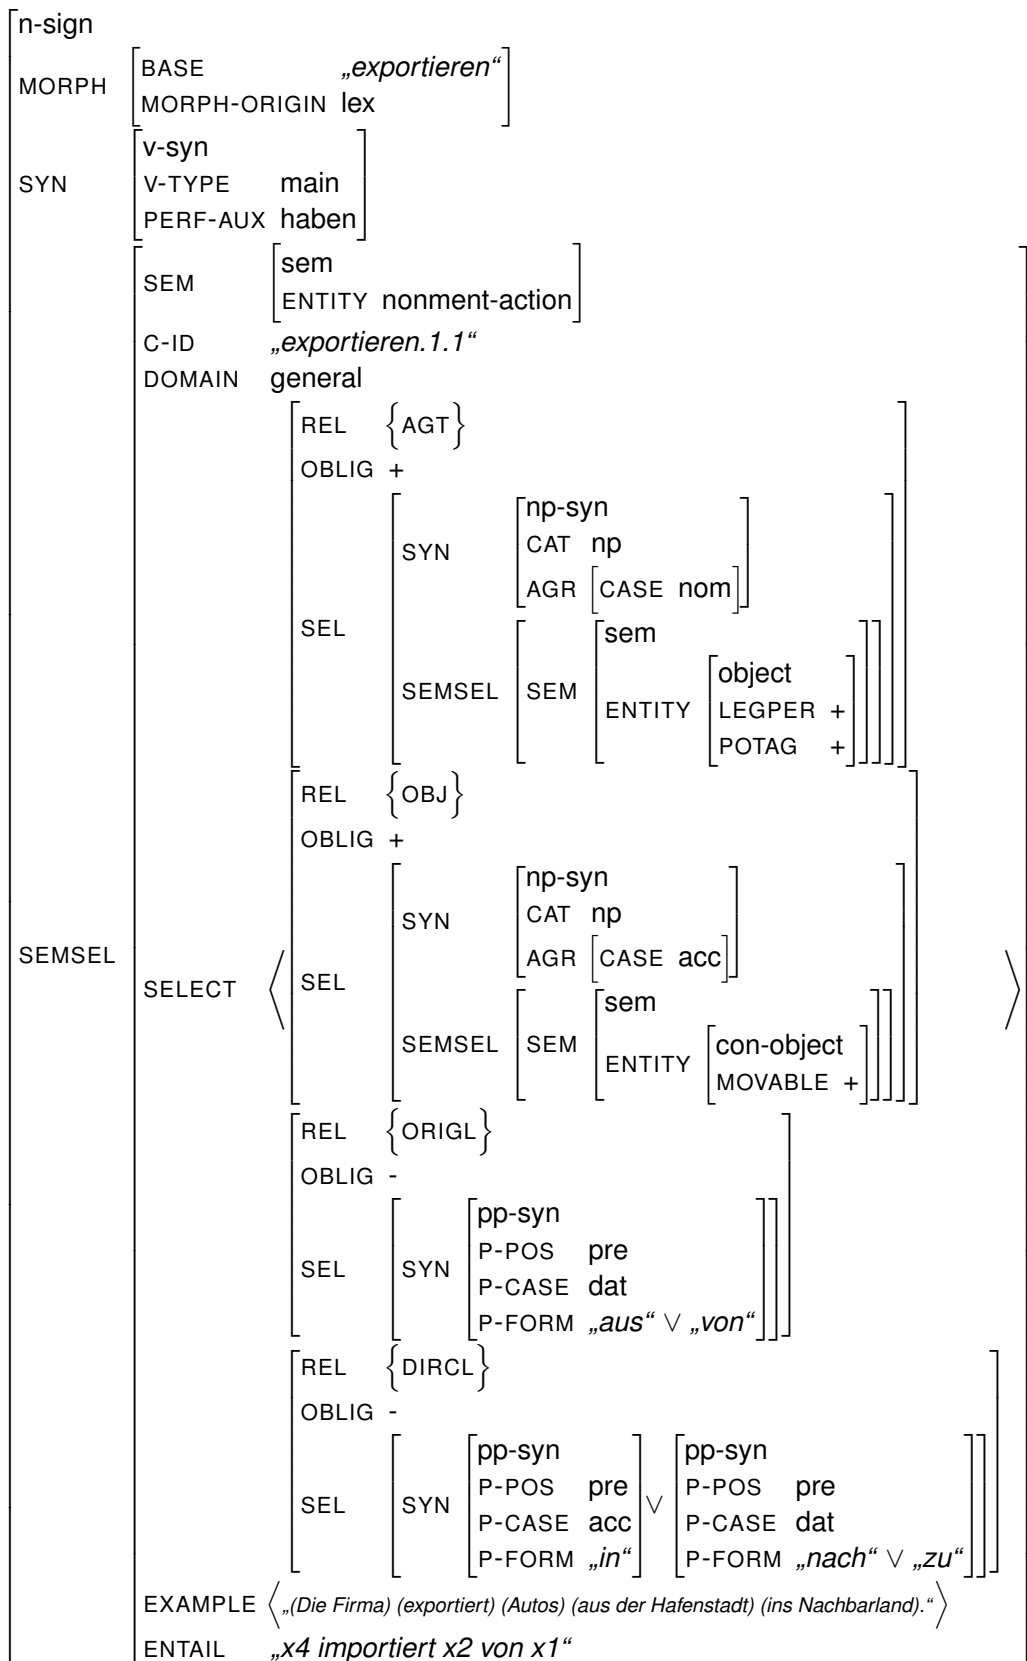 n-sign
MORPH BASE „exportieren“
MORPH-ORIGIN lex
SYN v-syn
V-TYPE main
PERF-AUX haben
SEMSEL
SEM sem
ENTITY nonment-action
C-ID „exportieren.1.1“
DOMAIN general
SELECT
REL {AGT}
OBLIG +
SEL
SYN np-syn
CAT np
AGR [CASE nom]
SEMSEL SEM sem
ENTITY object
LEGPER +
POTAG +
REL {OBJ}
OBLIG +
SEL
SYN np-syn
CAT np
AGR [CASE acc]
SEMSEL SEM sem
ENTITY con-object
MOVABLE +
REL {ORIGL}
OBLIG -
SEL SYN pp-syn
P-POS pre
P-CASE dat
P-FORM „aus“ ∨ „von“
REL {DIRCL}
OBLIG -
SEL SYN pp-syn ∨ pp-syn
P-POS pre P-POS pre
P-CASE acc P-CASE dat
P-FORM „in“ P-FORM „nach“ ∨ „zu“
EXAMPLE ⟨„(Die Firma) (exportiert) (Autos) (aus der Hafenstadt) (ins Nachbarland).“⟩
ENTAIL „x4 importiert x2 von x1“